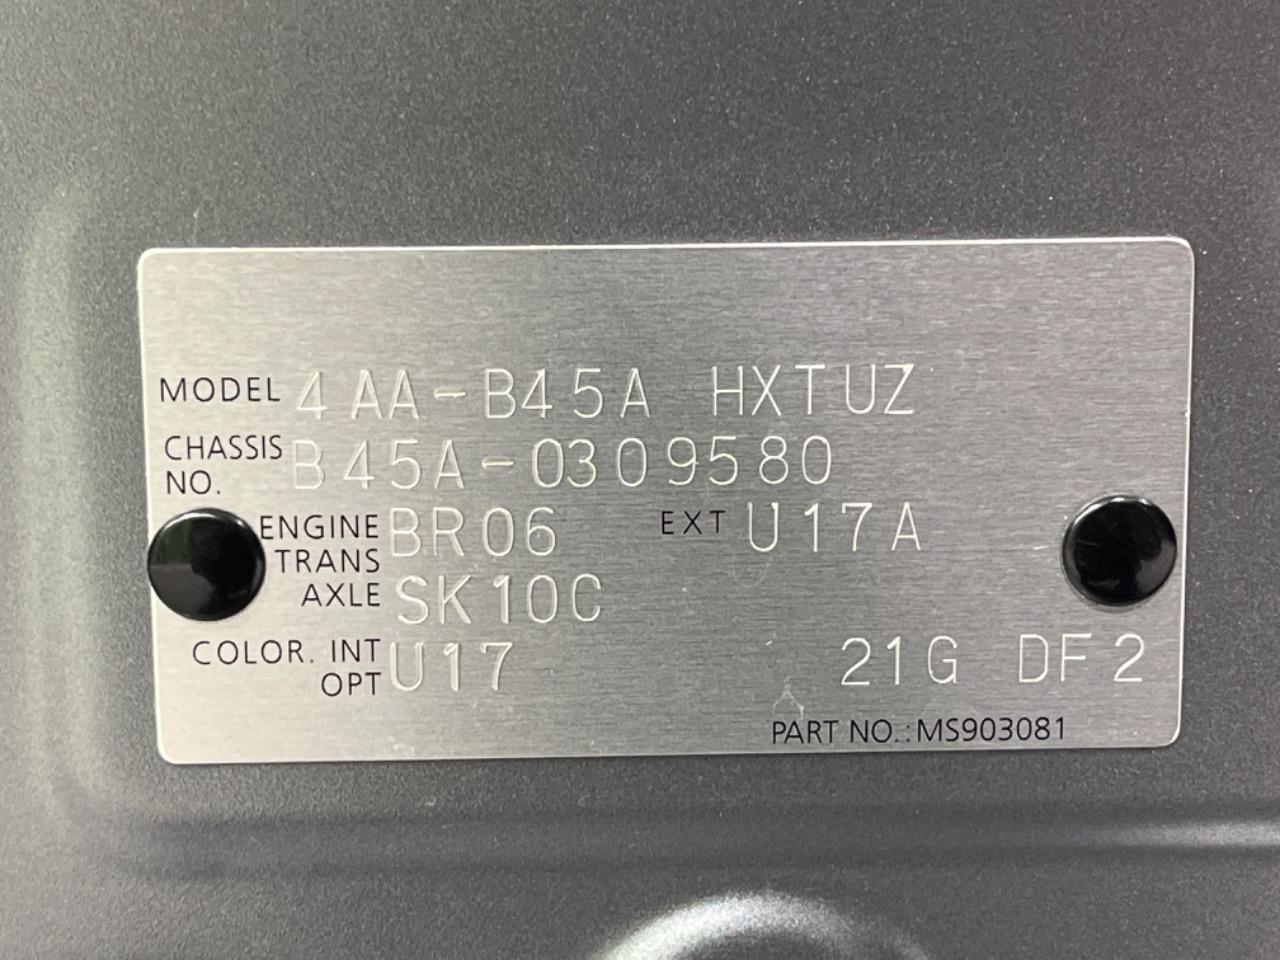 MODEL 4AA-B45A HXTUZ
CHASSIS NO. B45A-0309580
ENGINE BR06 EXT U17A
TRANS AXLE SK10C
COLOR. INT OPT U17 21G DF2
PART NO.: MS903081